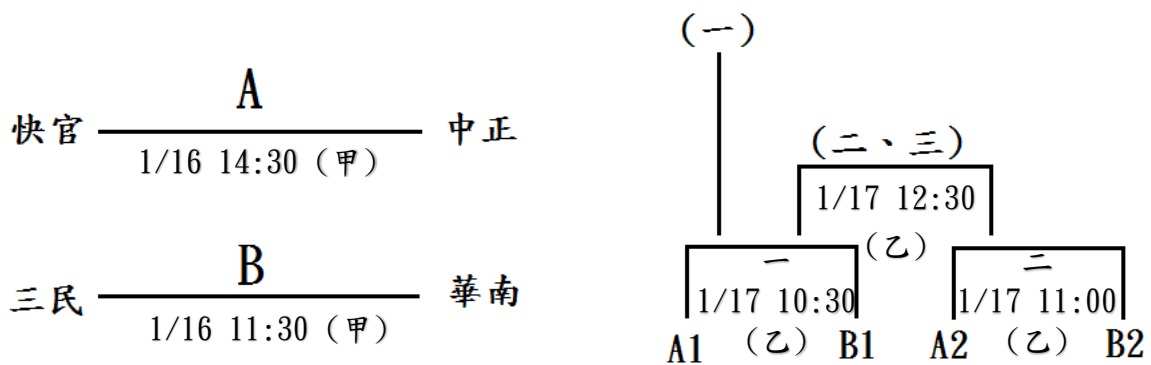 A
快官 中正
1/16 14:30 (甲)
B
三民 華南
1/16 11:30 (甲)
(一)
(二、三)
1/17 12:30
(乙)
一 二
1/17 10:30 1/17 11:00
A1 (乙) B1 A2 (乙) B2